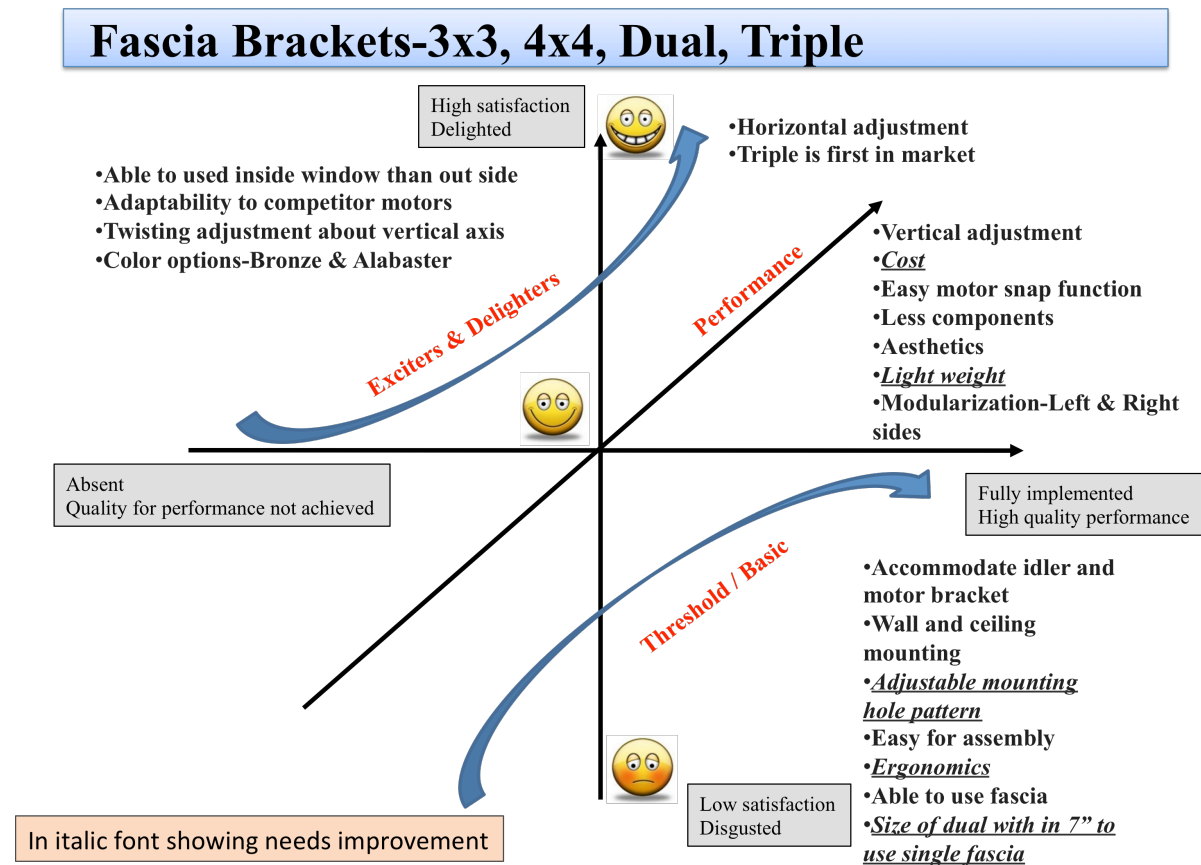 Fascia Brackets-3x3, 4x4, Dual, Triple
High satisfaction
Delighted
•Horizontal adjustment
•Triple is first in market
•Able to used inside window than out side
•Adaptability to competitor motors
•Twisting adjustment about vertical axis
•Color options-Bronze & Alabaster
Exciters & Delighters
Performance
•Vertical adjustment
•Cost
•Easy motor snap function
•Less components
•Aesthetics
•Light weight
•Modularization-Left & Right
sides
Absent
Quality for performance not achieved
Fully implemented
High quality performance
Threshold / Basic
•Accommodate idler and
motor bracket
•Wall and ceiling
mounting
•Adjustable mounting
hole pattern
•Easy for assembly
•Ergonomics
•Able to use fascia
•Size of dual with in 7” to
use single fascia
Low satisfaction
Disgusted
In italic font showing needs improvement